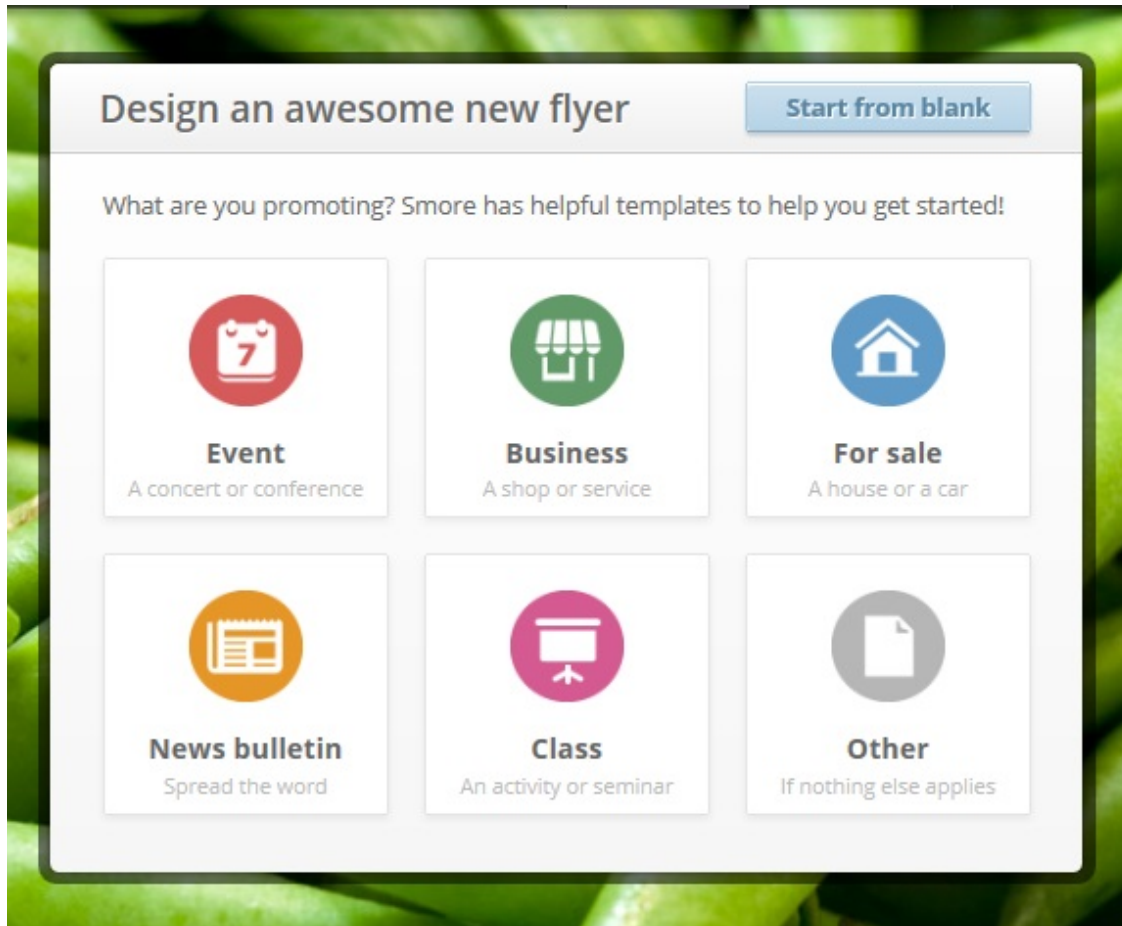 Design an awesome new flyer
Start from blank
What are you promoting? Smore has helpful templates to help you get started!
7
Event
A concert or conference
Business
A shop or service
For sale
A house or a car
News bulletin
Spread the word
Class
An activity or seminar
Other
If nothing else applies